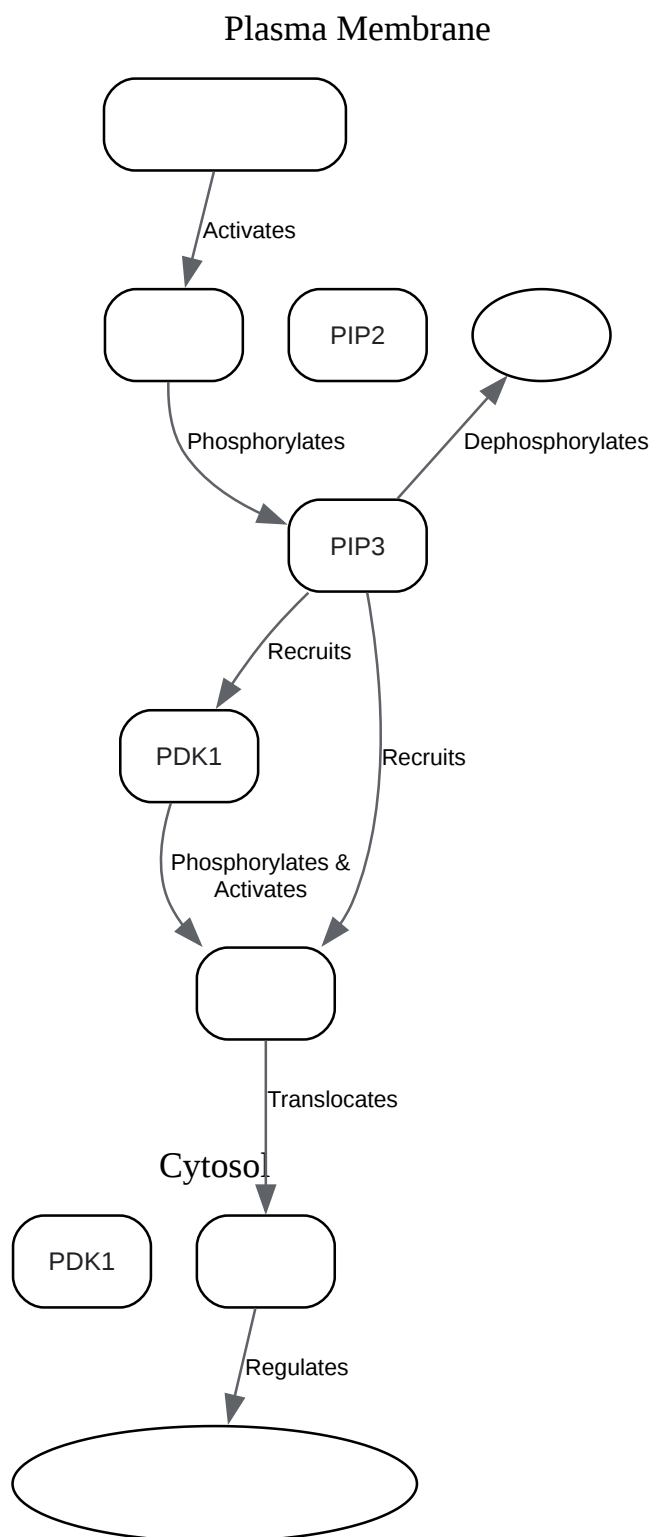 Plasma Membrane
Activates
PIP2
Phosphorylates
Dephosphorylates
PIP3
Recruits
PDK1
Recruits
Phosphorylates &
Activates
Translocates
Cytosol
PDK1
Regulates